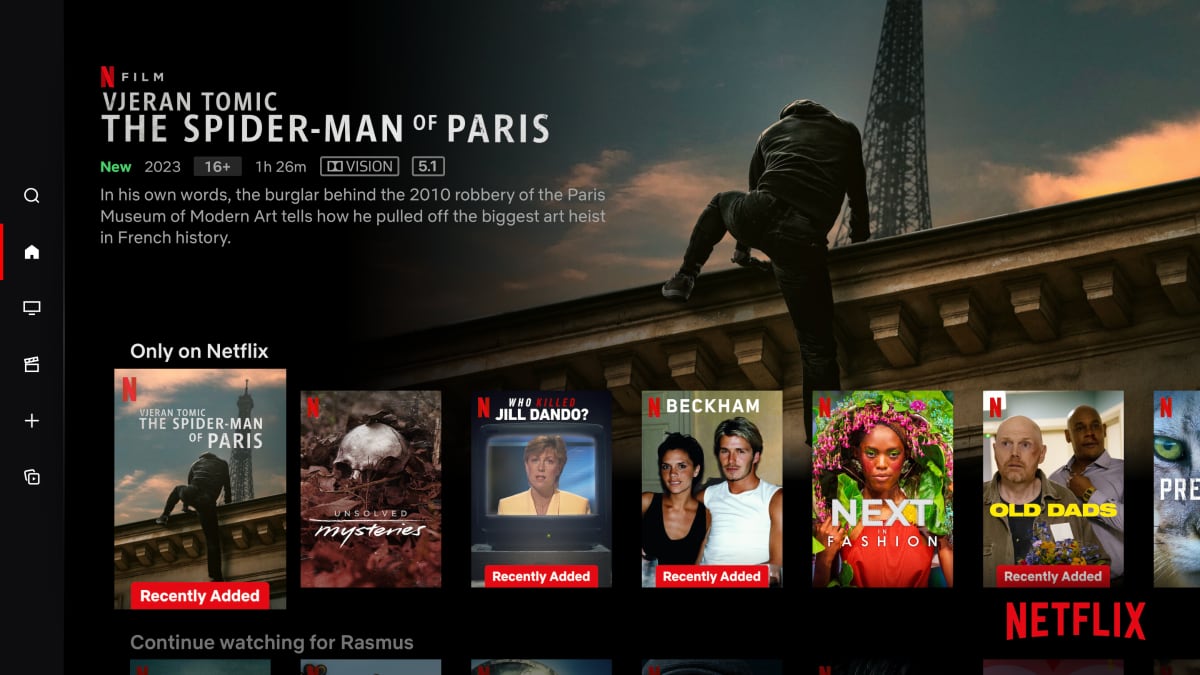 N FILM
VJERAN TOMIC
THE SPIDER-MAN OF PARIS
New 2023 16+ 1h 26m DOLBY VISION 5.1
In his own words, the burglar behind the 2010 robbery of the Paris
Museum of Modern Art tells how he pulled off the biggest art heist
in French history.
Only on Netflix
N
VJERAN TOMIC
THE SPIDER-MAN
OF PARIS
Recently Added
N
UNSOLVED
mysteries
N
WHO KILLED
JILL DANDO?
Recently Added
N
BECKHAM
Recently Added
N
NEXT
IN
FASHION
N
OLD DADS
Recently Added
N
PRE
NETFLIX
Continue watching for Rasmus